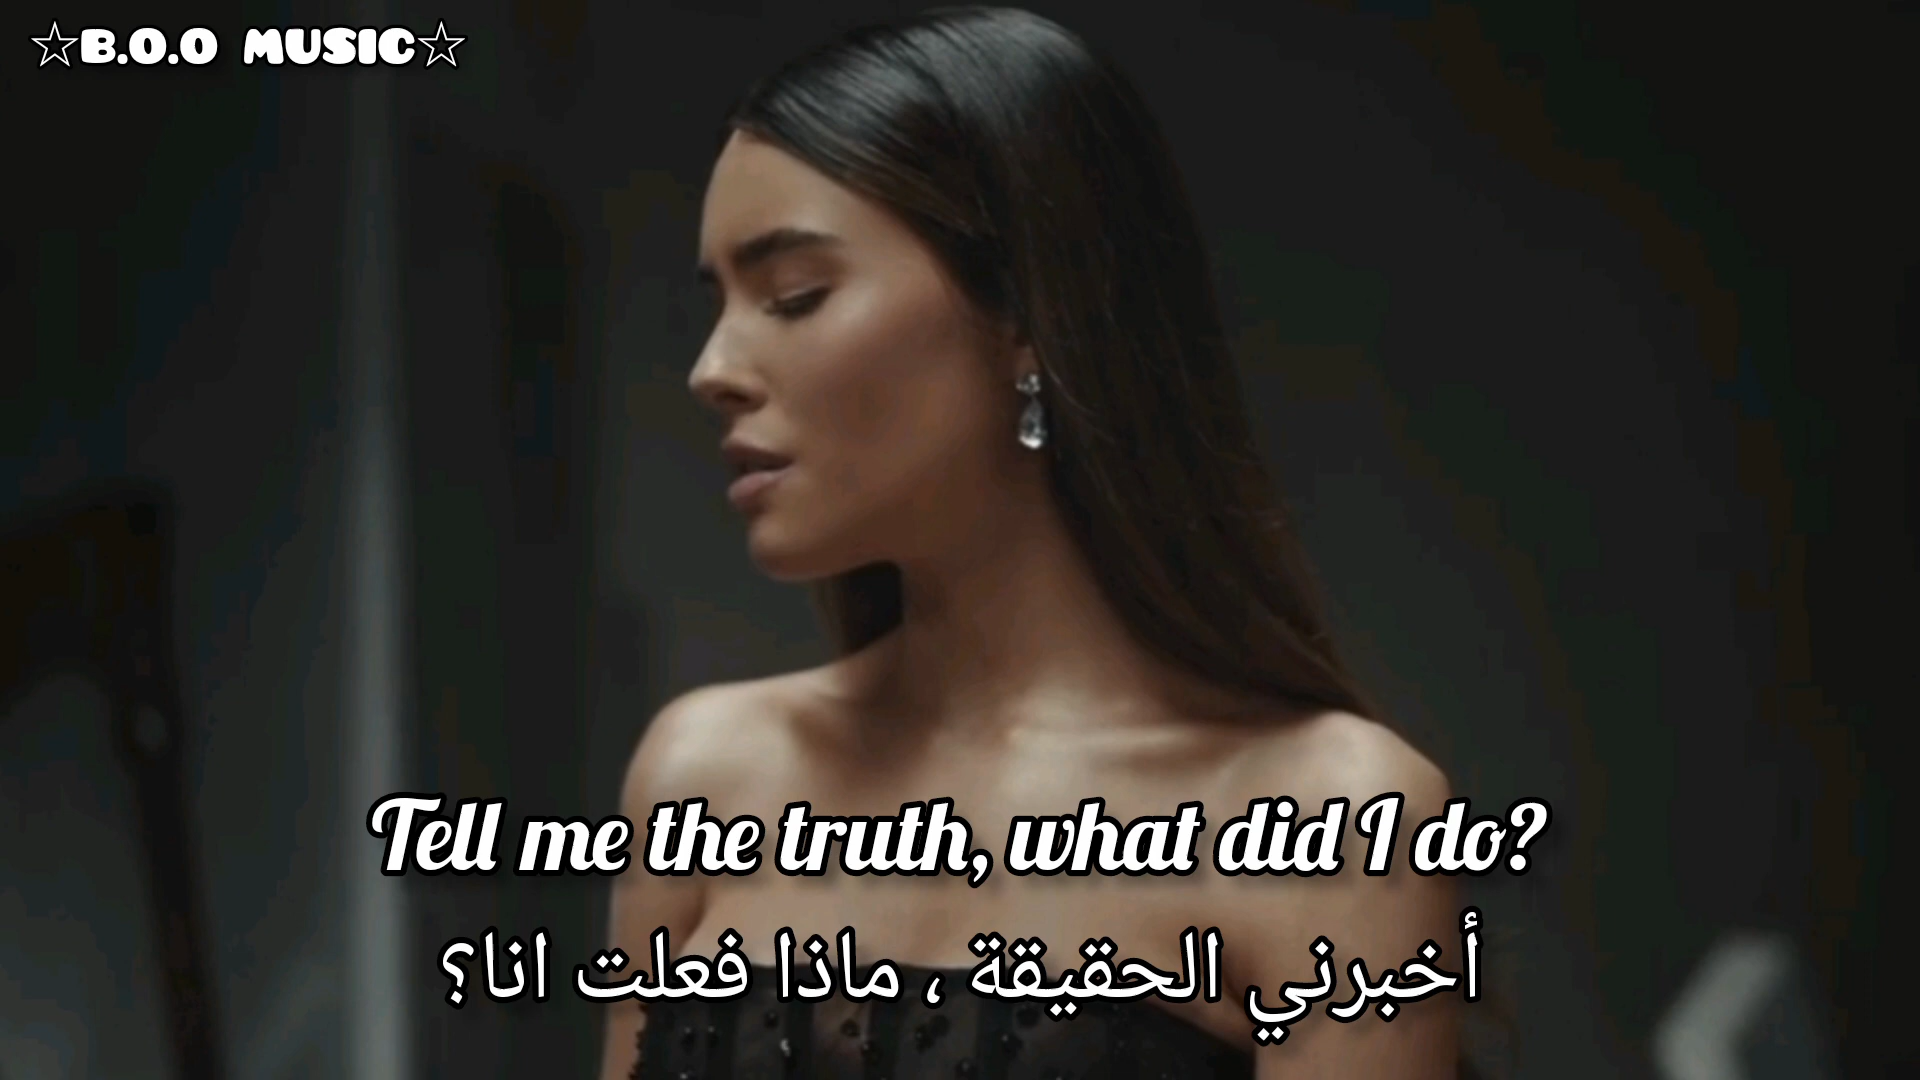 ☆B.O.O MUSIC☆
Tell me the truth, what did I do?
أخبرني الحقيقة ، ماذا فعلت انا؟